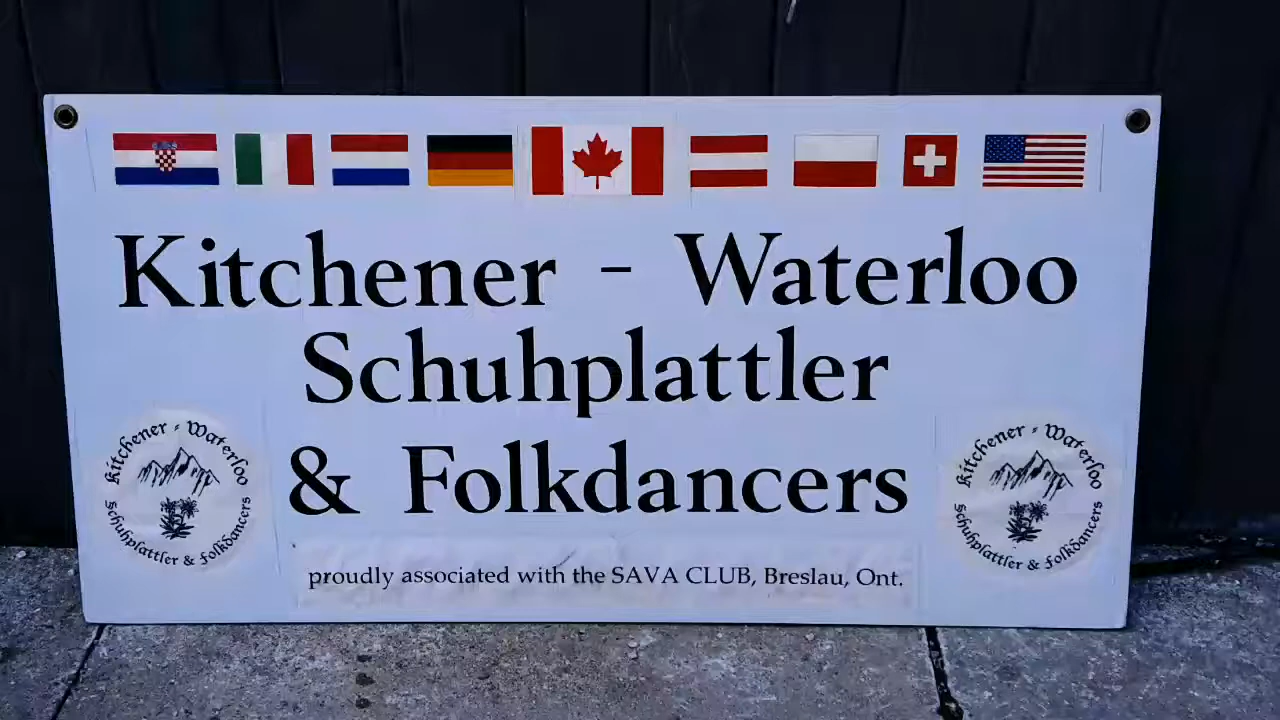 Kitchener - Waterloo
Schuhplattler
& Folkdancers
Kitchener - Waterloo
Schuhplattler & Folkdancers
Kitchener - Waterloo
Schuhplattler & Folkdancers
proudly associated with the SAVA CLUB, Breslau, Ont.